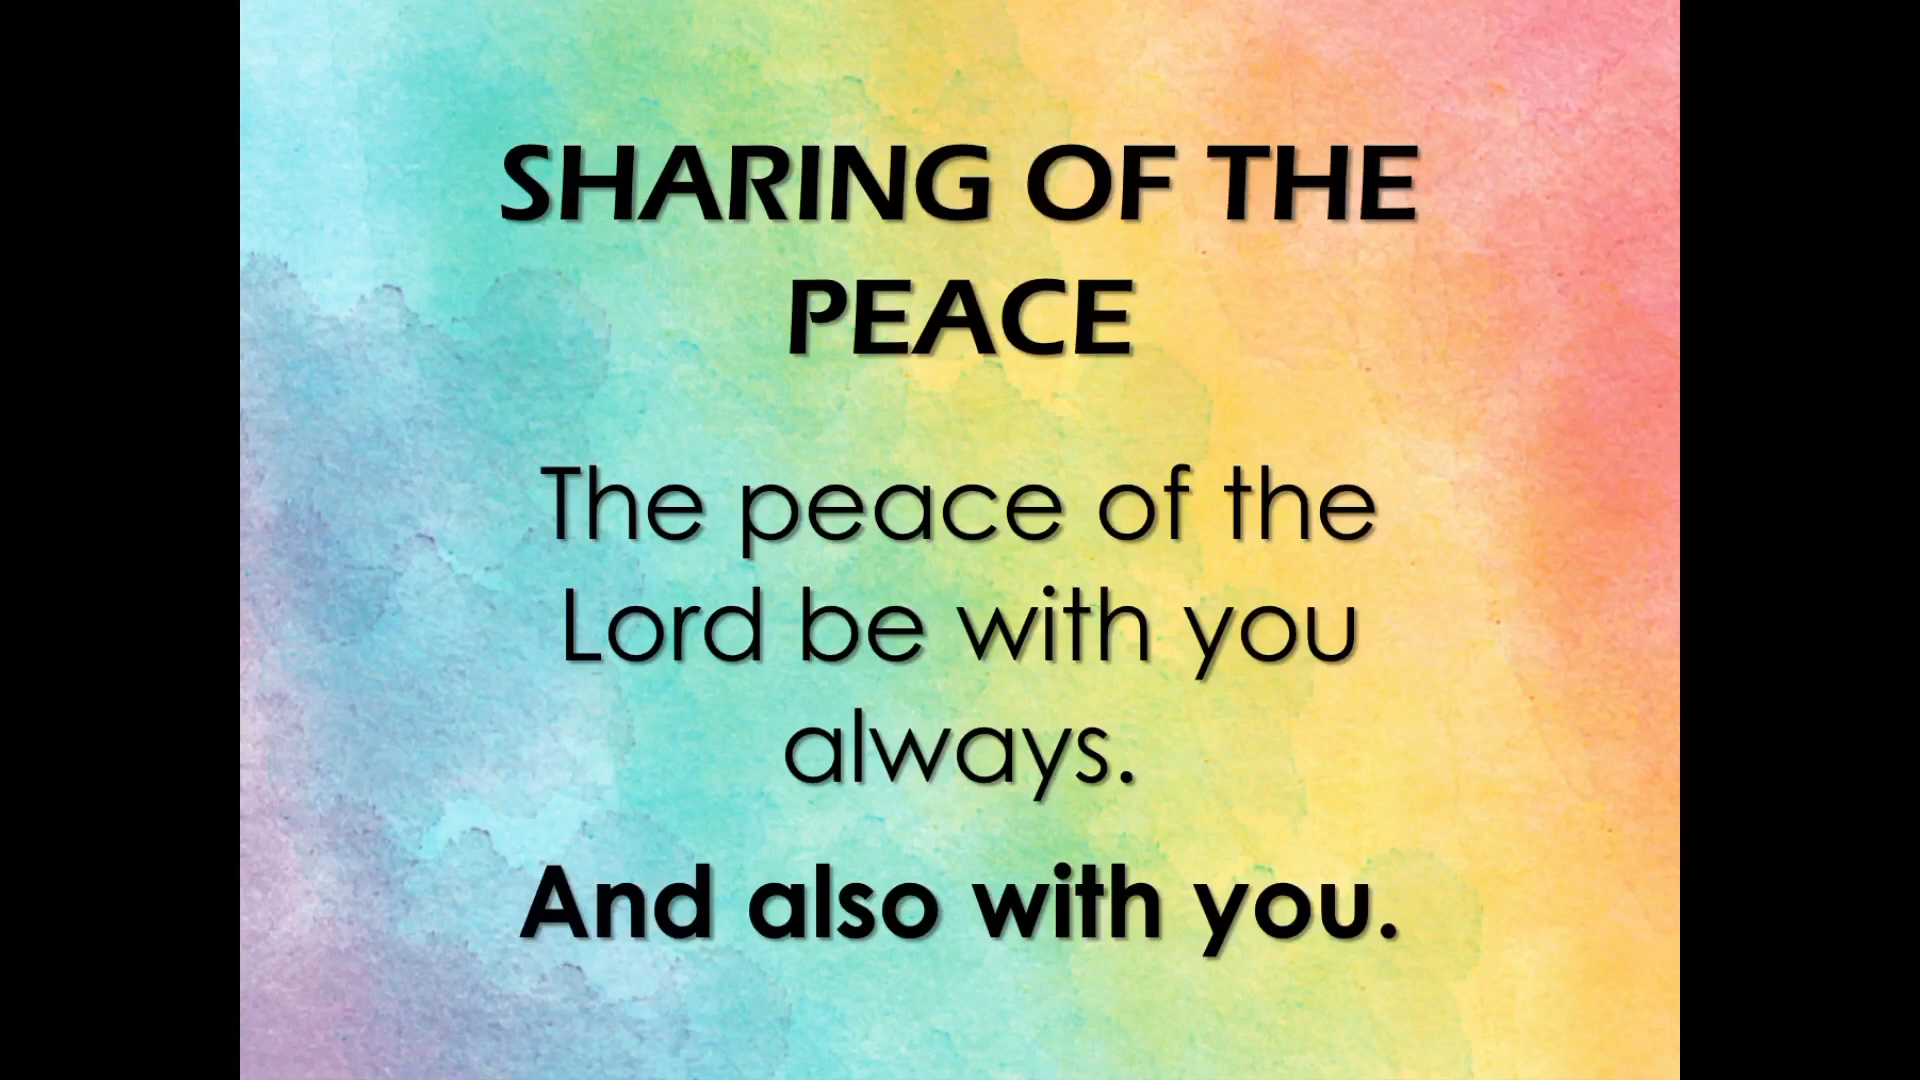 SHARING OF THE
PEACE
The peace of the
Lord be with you
always.
And also with you.